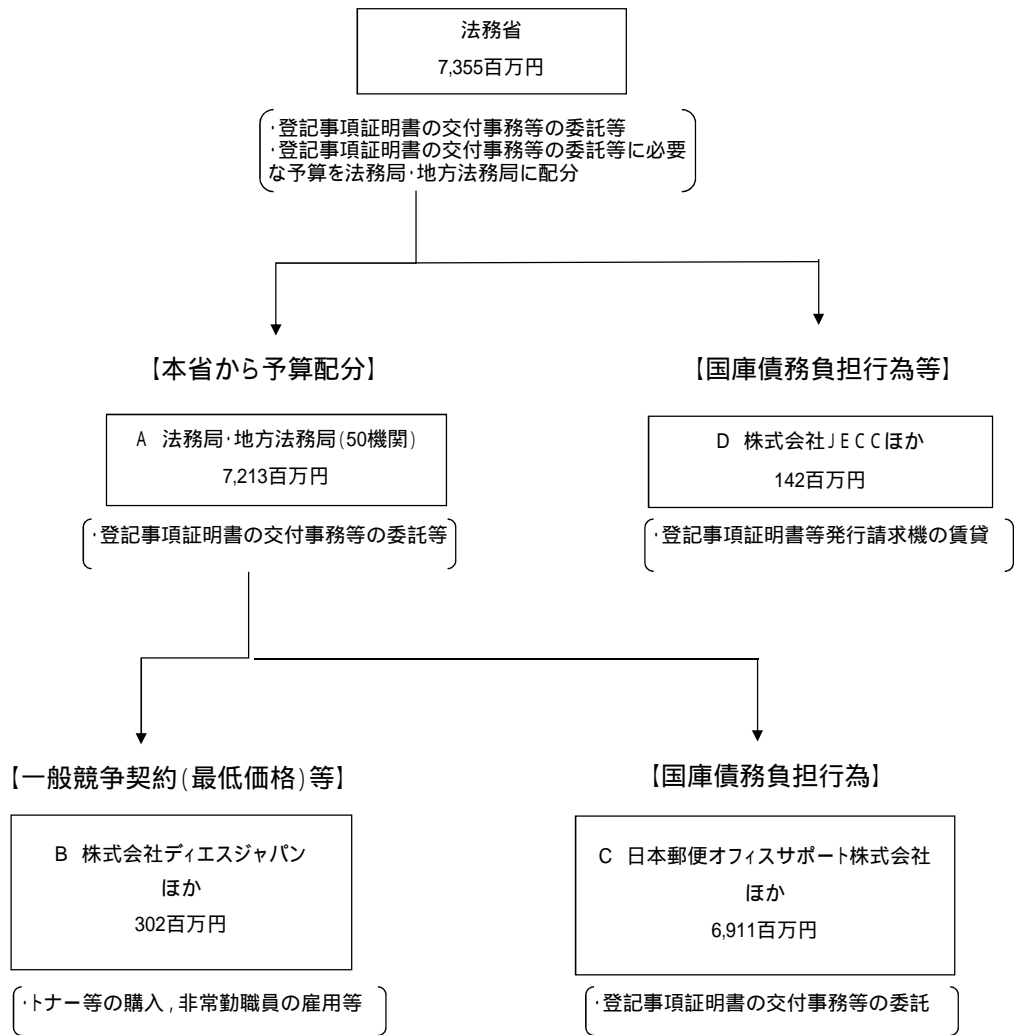 法務省
7,355百万円
・登記事項証明書の交付事務等の委託等
・登記事項証明書の交付事務等の委託等に必要
な予算を法務局・地方法務局に配分
【本省から予算配分】
【国庫債務負担行為等】
A 法務局・地方法務局(50機関)
7,213百万円
D 株式会社JECCほか
142百万円
・登記事項証明書の交付事務等の委託等
・登記事項証明書等発行請求機の賃貸
【一般競争契約(最低価格)等】
【国庫債務負担行為】
B 株式会社ディエスジャパン
ほか
302百万円
C 日本郵便オフィスサポート株式会社
ほか
6,911百万円
・トナー等の購入,非常勤職員の雇用等
・登記事項証明書の交付事務等の委託